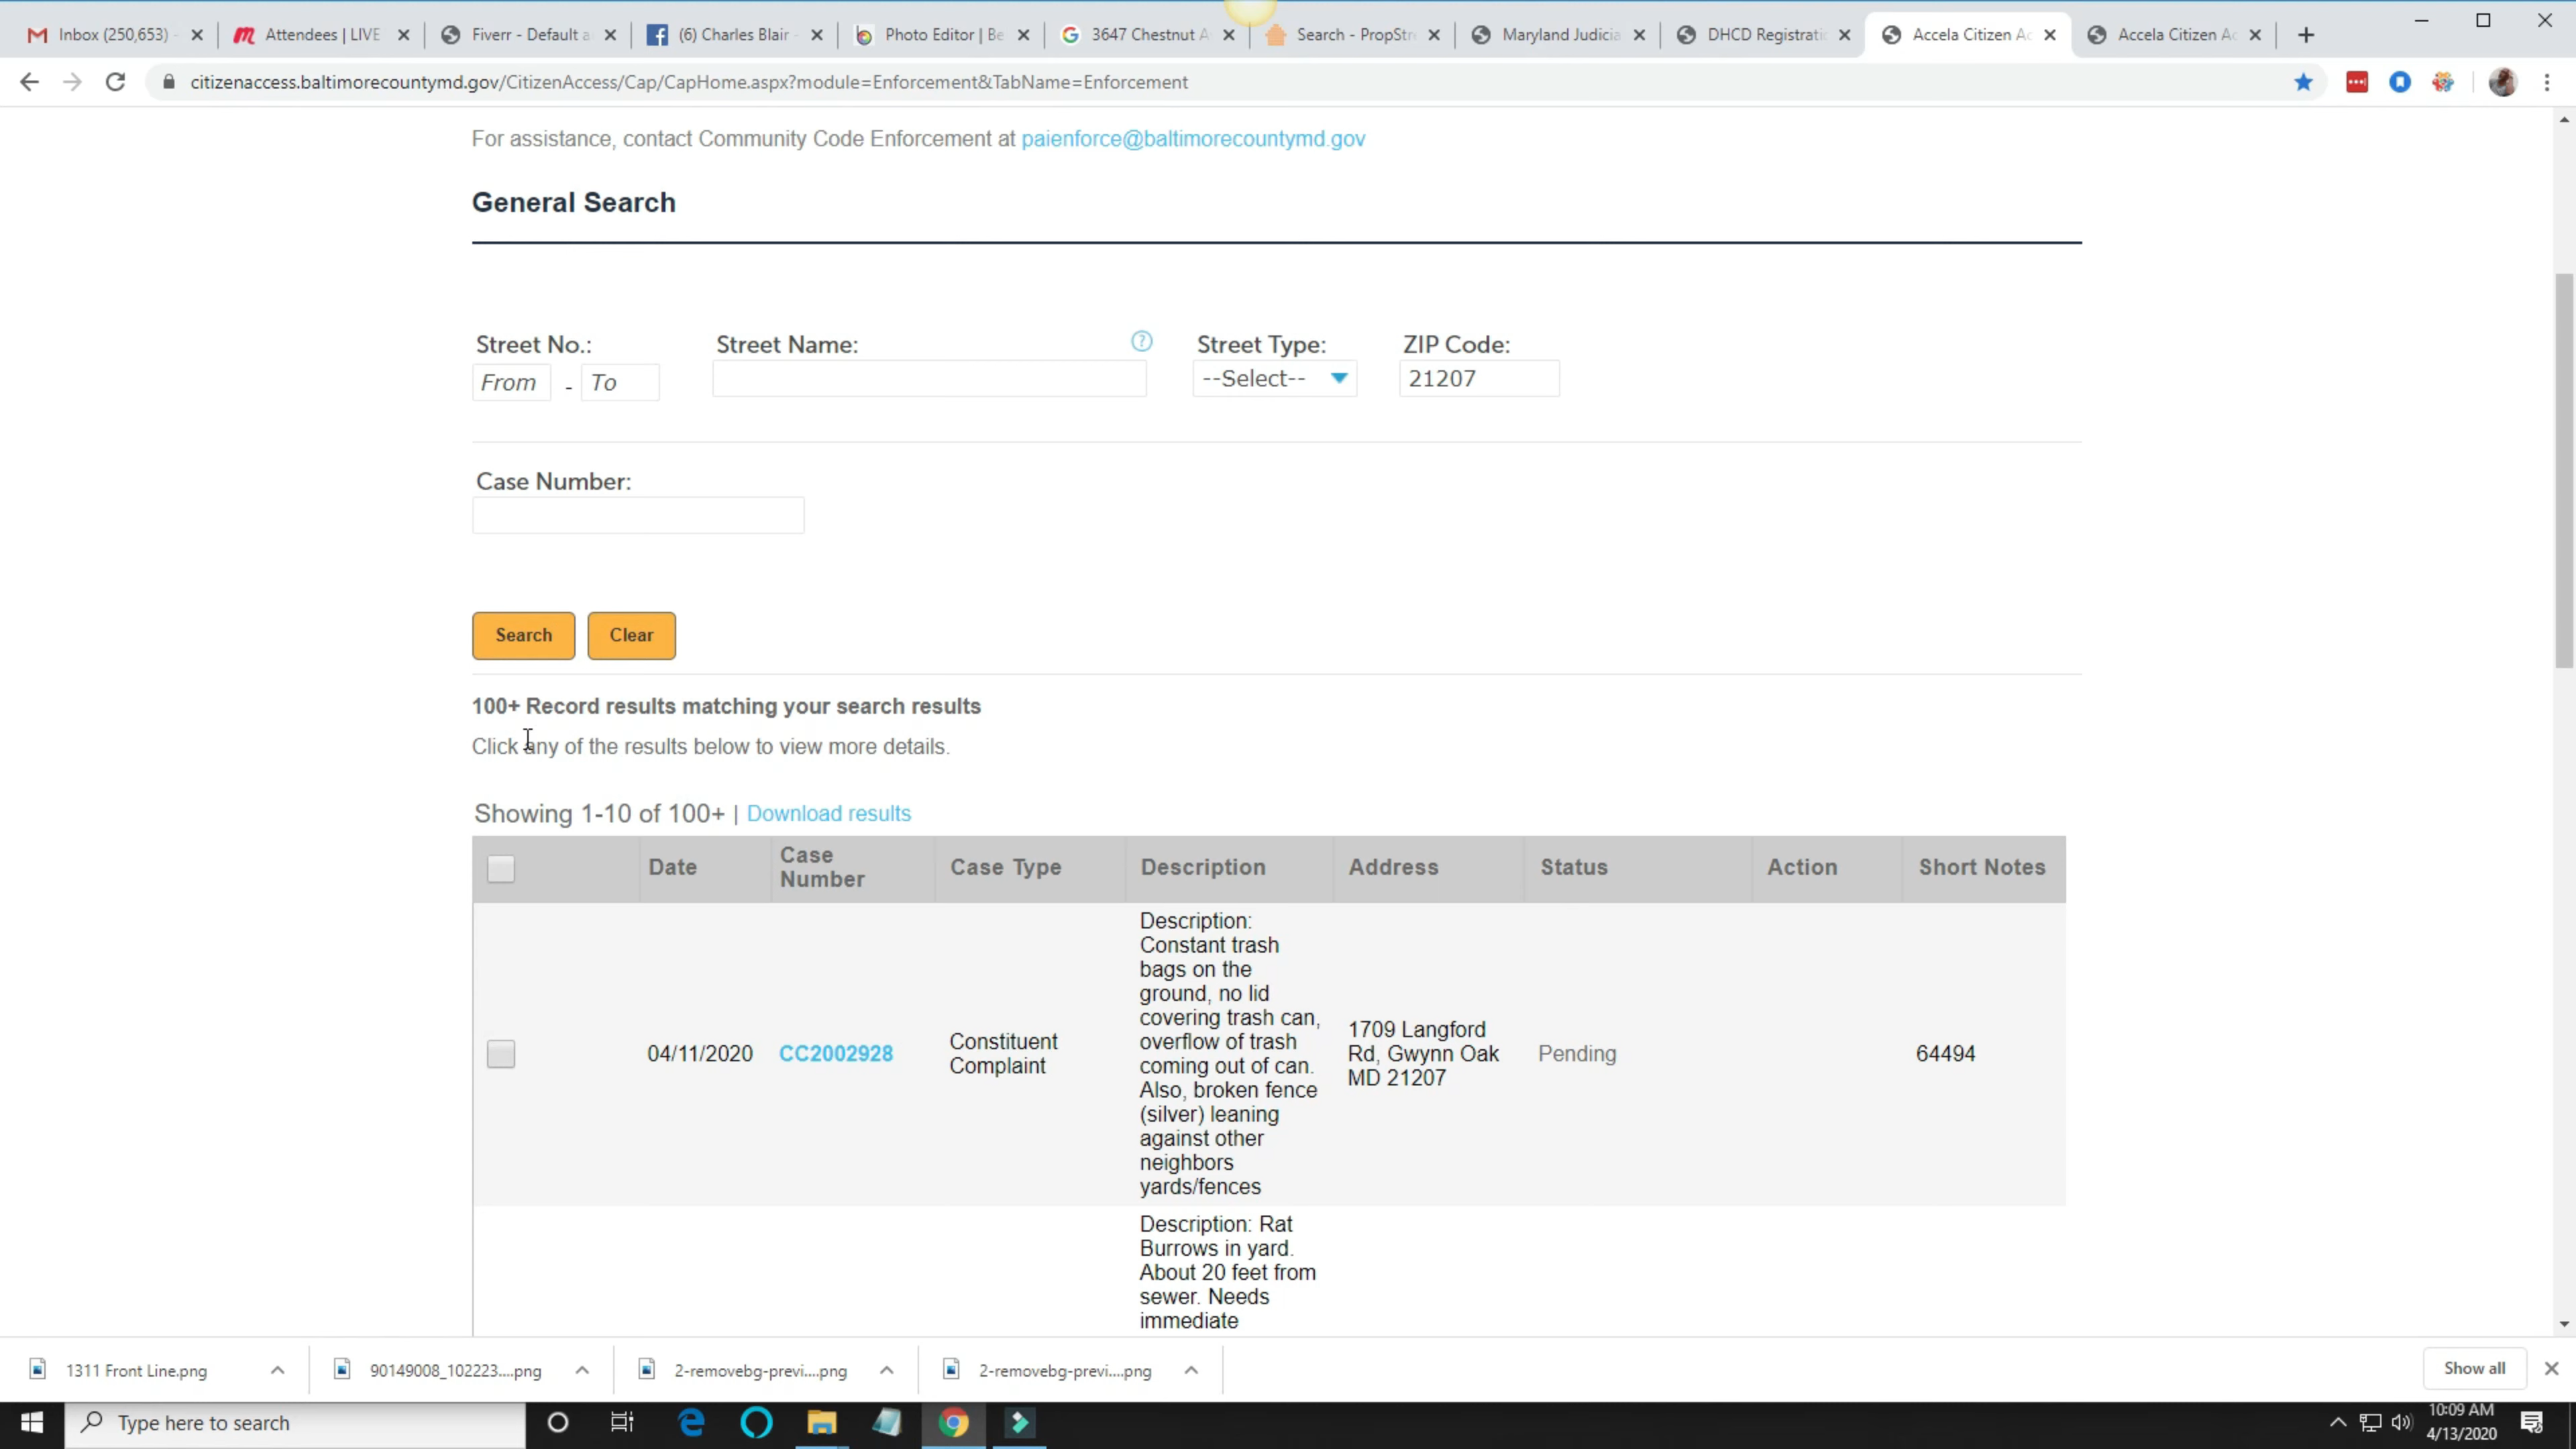 Inbox (250,653) -
Attendees | LIVE
Fiverr - Default a
(6) Charles Blair -
Photo Editor | Be
3647 Chestnut A
Search - PropStr
Maryland Judicia
DHCD Registrati
Accela Citizen Ac
Accela Citizen Ac
citizenaccess.baltimorecountymd.gov/CitizenAccess/Cap/CapHome.aspx?module=Enforcement&TabName=Enforcement
For assistance, contact Community Code Enforcement at paienforce@baltimorecountymd.gov
General Search
Street No.:
Street Name:
Street Type:
ZIP Code:
From - To
--Select--
21207
Case Number:
Search
Clear
100+ Record results matching your search results
Click any of the results below to view more details.
Showing 1-10 of 100+ | Download results
Date
Case
Number
Case Type
Description
Address
Status
Action
Short Notes
04/11/2020
CC2002928
Constituent
Complaint
Description:
Constant trash
bags on the
ground, no lid
covering trash can,
overflow of trash
coming out of can.
Also, broken fence
(silver) leaning
against other
neighbors
yards/fences
1709 Langford
Rd, Gwynn Oak
MD 21207
Pending
64494
Description: Rat
Burrows in yard.
About 20 feet from
sewer. Needs
immediate
1311 Front Line.png
90149008_102223....png
2-removebg-previ....png
2-removebg-previ....png
Show all
Type here to search
10:09 AM
4/13/2020